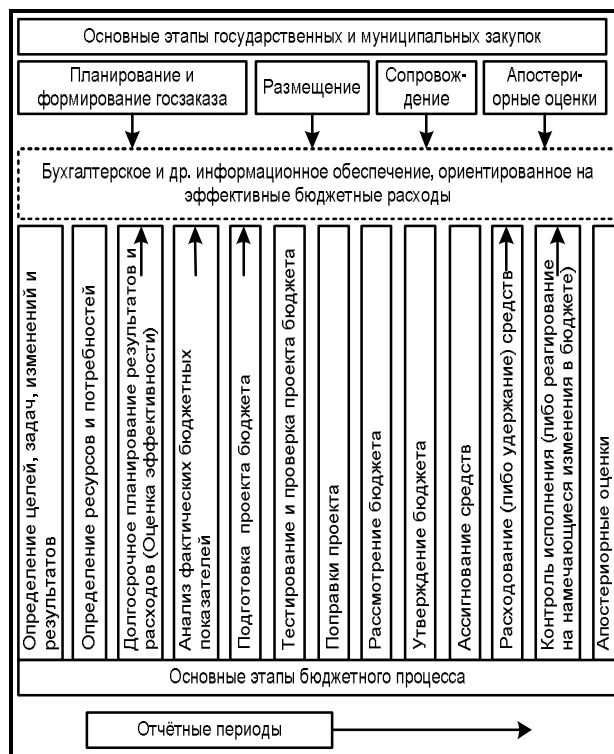 Основные этапы государственных и муниципальных закупок
Планирование и
формирование госзаказа
Размещение
Сопровож-
дение
Апостери-
орные оценки
Бухгалтерское и др. информационное обеспечение, ориентированное на
эффективные бюджетные расходы
Определение целей, задач, изменений и
результатов
Определение ресурсов и потребностей
Долгосрочное планирование результатов и
расходов (Оценка эффективности)
Анализ фактических бюджетных
показателей
Подготовка проекта бюджета
Тестирование и проверка проекта бюджета
Поправки проекта
Рассмотрение бюджета
Утверждение бюджета
Ассигнование средств
Расходование (либо удержание) средств
Контроль исполнения (либо реагирование
на намечающиеся изменения в бюджете)
Апостериорные оценки
Основные этапы бюджетного процесса
Отчётные периоды